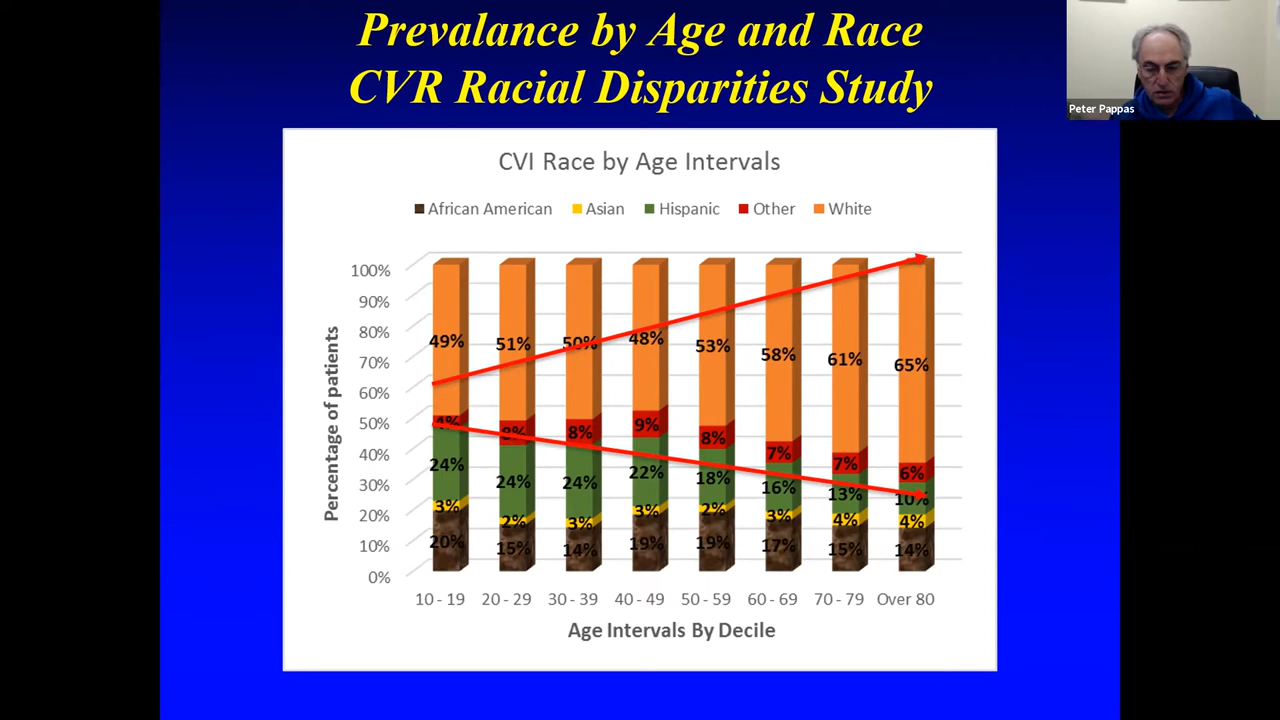 Prevalance by Age and Race
CVR Racial Disparities Study
Peter Pappas
CVI Race by Age Intervals
African American Asian Hispanic Other White
Percentage of patients
100%
90%
80%
70%
60%
50%
40%
30%
20%
10%
0%
49% 51% 50% 48% 53% 58% 61% 65%
4% 8% 8% 9% 8% 7% 7% 6%
24% 24% 24% 22% 18% 16% 13% 10%
3% 2% 3% 3% 2% 3% 4% 4%
20% 15% 14% 19% 19% 17% 15% 14%
10 - 19 20 - 29 30 - 39 40 - 49 50 - 59 60 - 69 70 - 79 Over 80
Age Intervals By Decile